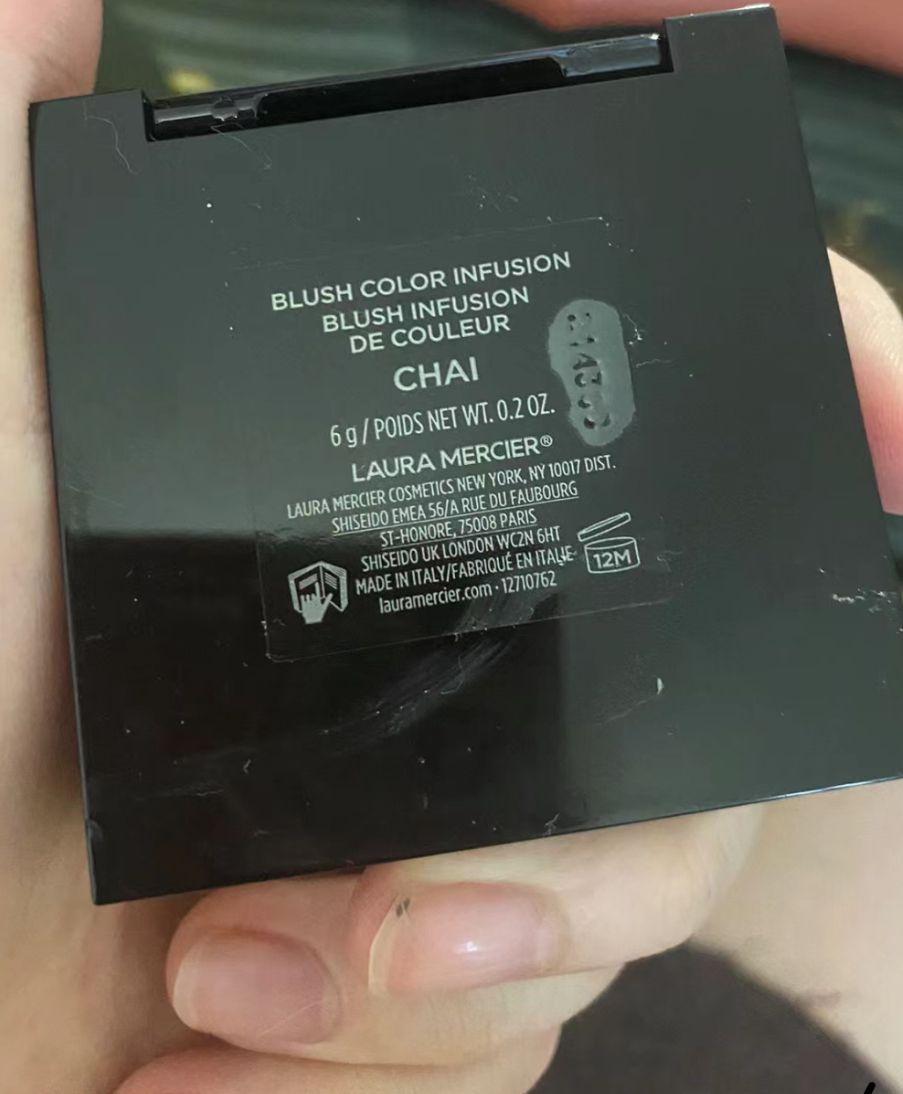 BLUSH COLOR INFUSION
BLUSH INFUSION
DE COULEUR
CHAI
6 g / POIDS NET WT. 0.2 OZ.
LAURA MERCIER®
LAURA MERCIER COSMETICS NEW YORK, NY 10017 DIST.
SHISEIDO EMEA 56/A RUE DU FAUBOURG
ST-HONORE, 75008 PARIS
SHISEIDO UK LONDON WC2N 6HT
MADE IN ITALY/FABRIQUÉ EN ITALIE
lauramercier.com · 12710762
12M